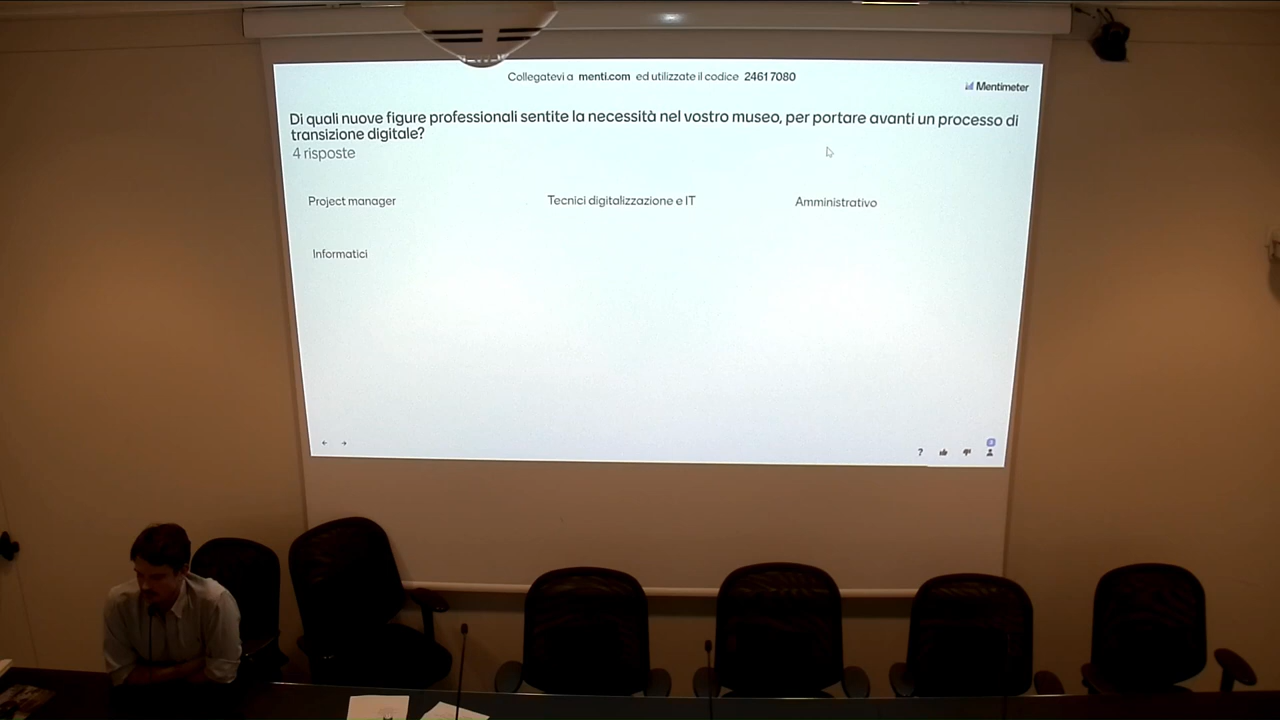 Collegatevi a menti.com ed utilizzate il codice 2461 7080
Mentimeter
Di quali nuove figure professionali sentite la necessità nel vostro museo, per portare avanti un processo di
transizione digitale?
4 risposte
Project manager
Tecnici digitalizzazione e IT
Amministrativo
Informatici
?